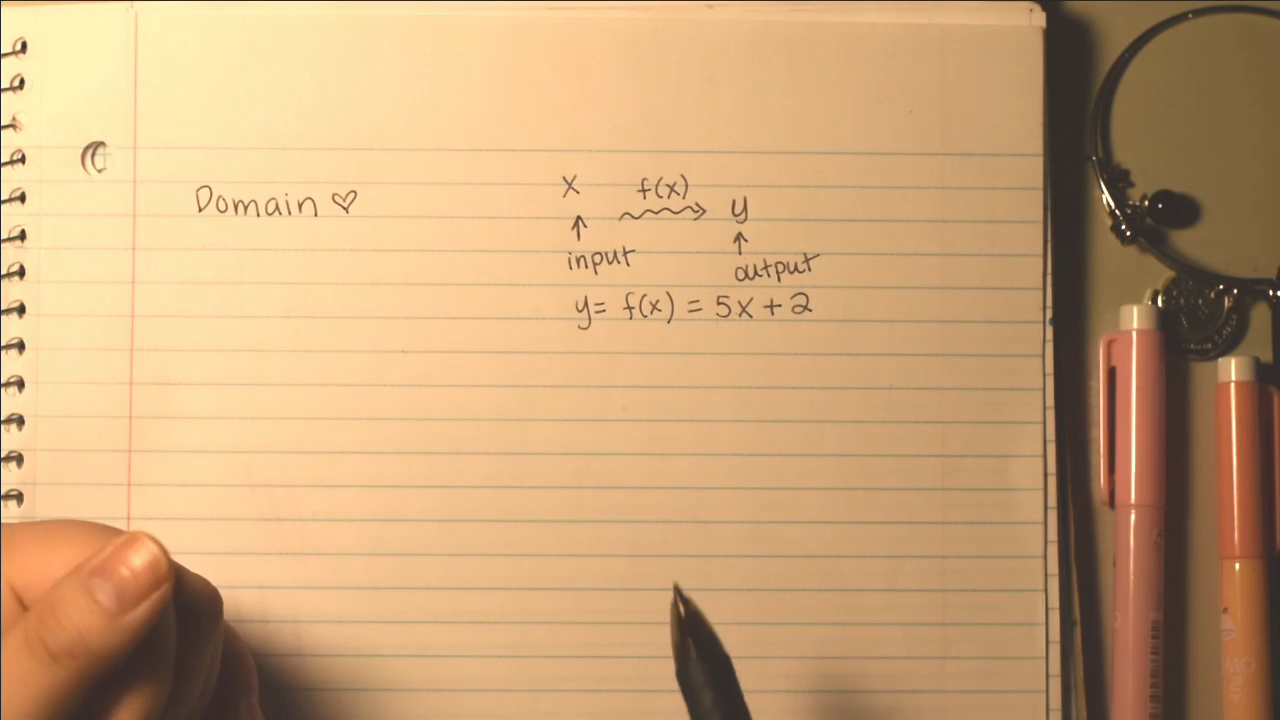 Domain ♡
x f(x) y
↑ ⇝ ↑
input output
y= f(x) = 5x+2